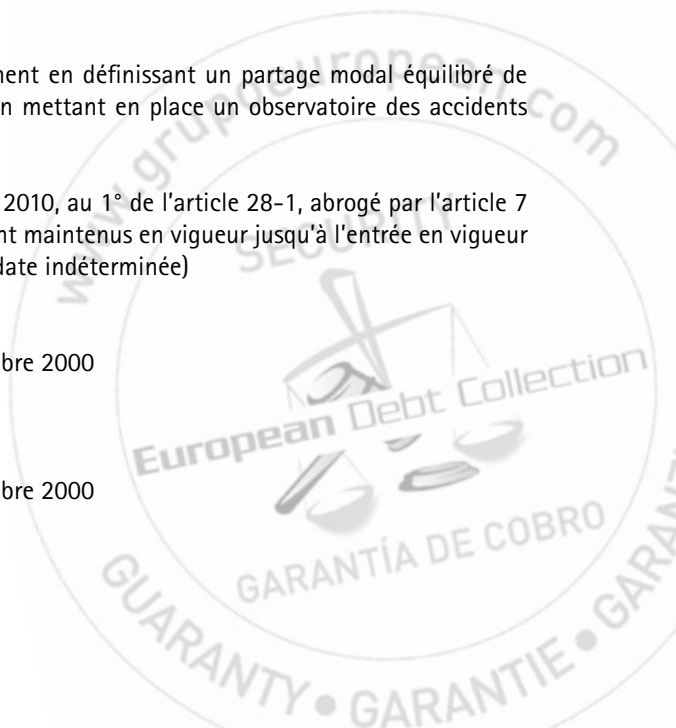 ment en définissant un partage modal équilibré de
n mettant en place un observatoire des accidents
2010, au 1° de l'article 28-1, abrogé par l'article 7
nt maintenus en vigueur jusqu'à l'entrée en vigueur
date indéterminée)
bre 2000
bre 2000
www.grupdeuropean.com
SECURITY
European Debt Collection
GARANTÍA DE COBRO
GUARANTY • GARANTIE •